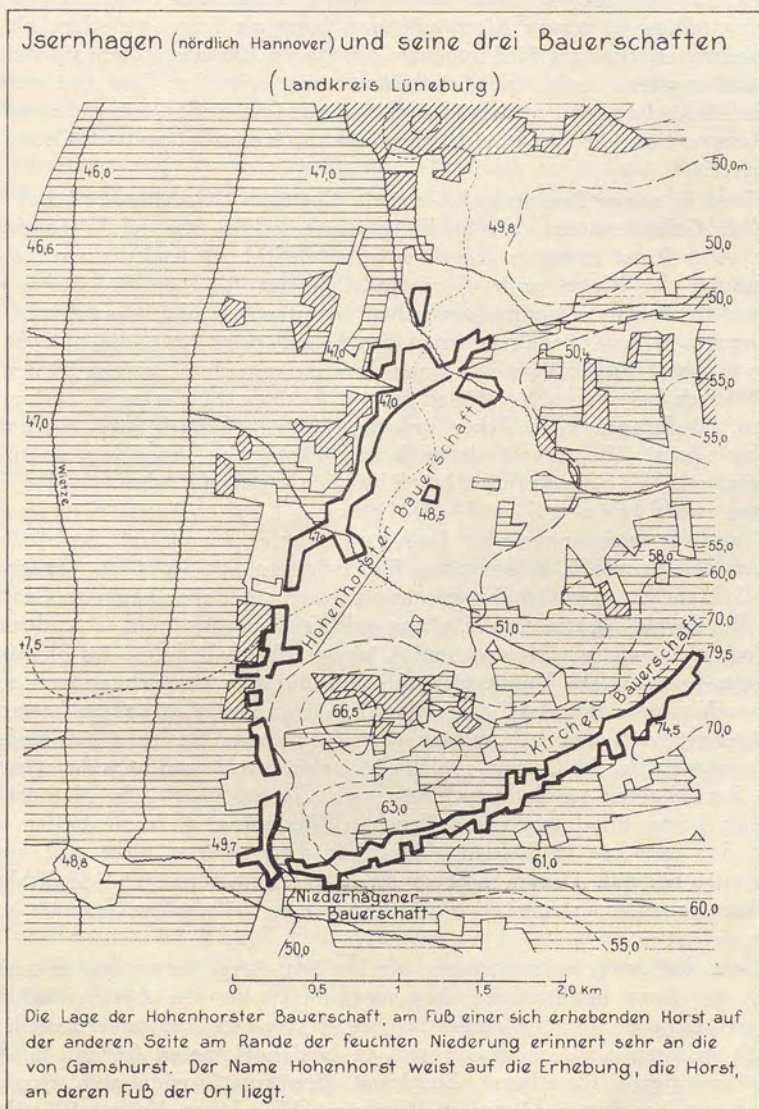 Jsernhagen (nördlich Hannover) und seine drei Bauerschaften
(Landkreis Lüneburg)
46,0
47,0
50,0m
46,6
49,8
50,0
50,0
47,0
50,4
55,0
47,0
47,0
55,0
Wietze
Hohenhorster Bauerschaft
48,5
47,0
58,0
55,0
60,0
51,0
70,0
47,5
79,5
Kircher Bauerschaft
66,5
74,5
70,0
63,0
49,7
48,8
61,0
Niederhägener
Bauerschaft
60,0
50,0
55,0
0 0,5 1 1,5 2,0 Km
Die Lage der Hohenhorster Bauerschaft, am Fuß einer sich erhebenden Horst, auf
der anderen Seite am Rande der feuchten Niederung erinnert sehr an die
von Gamshurst. Der Name Hohenhorst weist auf die Erhebung, die Horst,
an deren Fuß der Ort liegt.